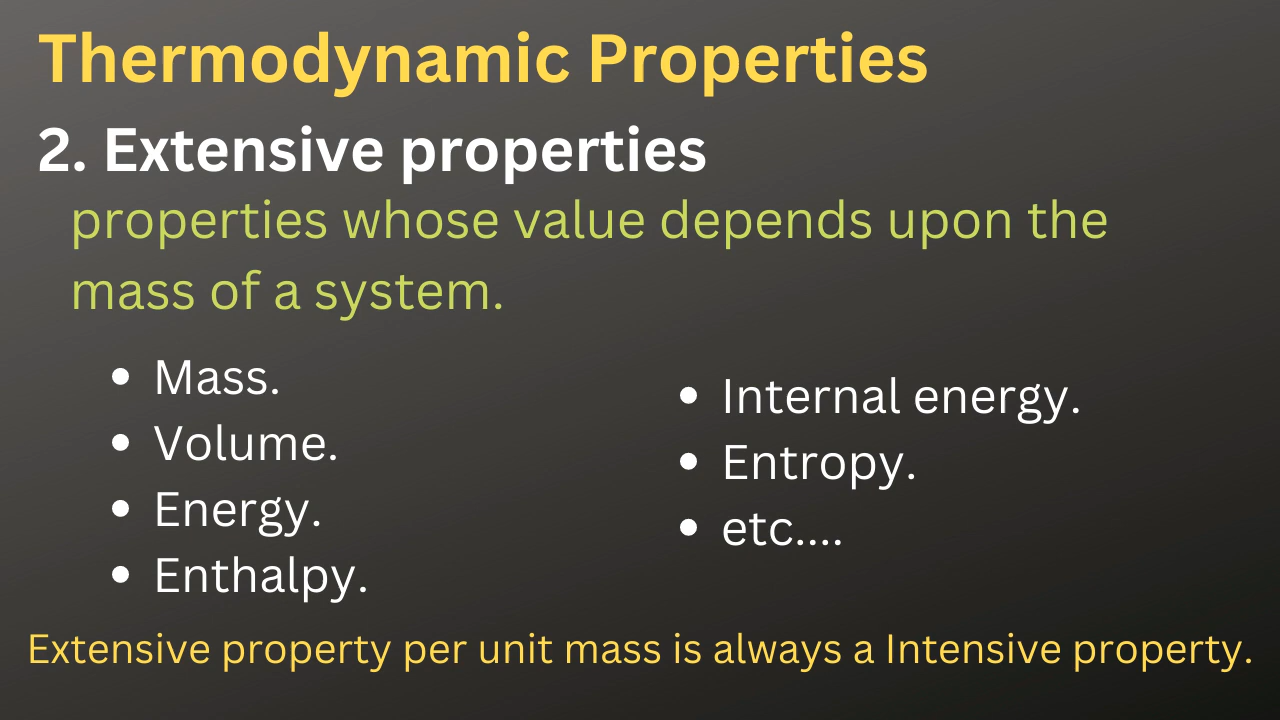 Thermodynamic Properties
2. Extensive properties
properties whose value depends upon the
mass of a system.
• Mass.
• Volume.
• Energy.
• Enthalpy.
• Internal energy.
• Entropy.
• etc....
Extensive property per unit mass is always a Intensive property.